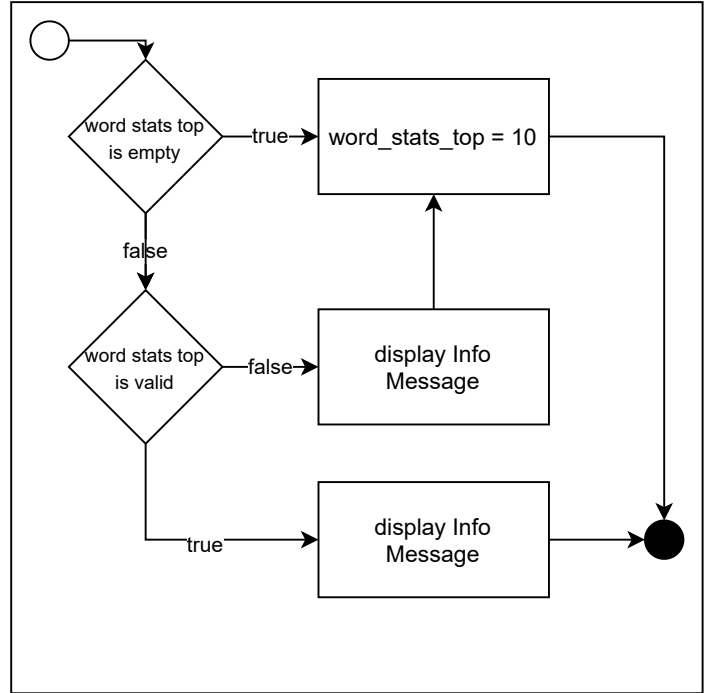 word stats top
is empty
true
word_stats_top = 10
false
word stats top
is valid
false
display Info
Message
true
display Info
Message